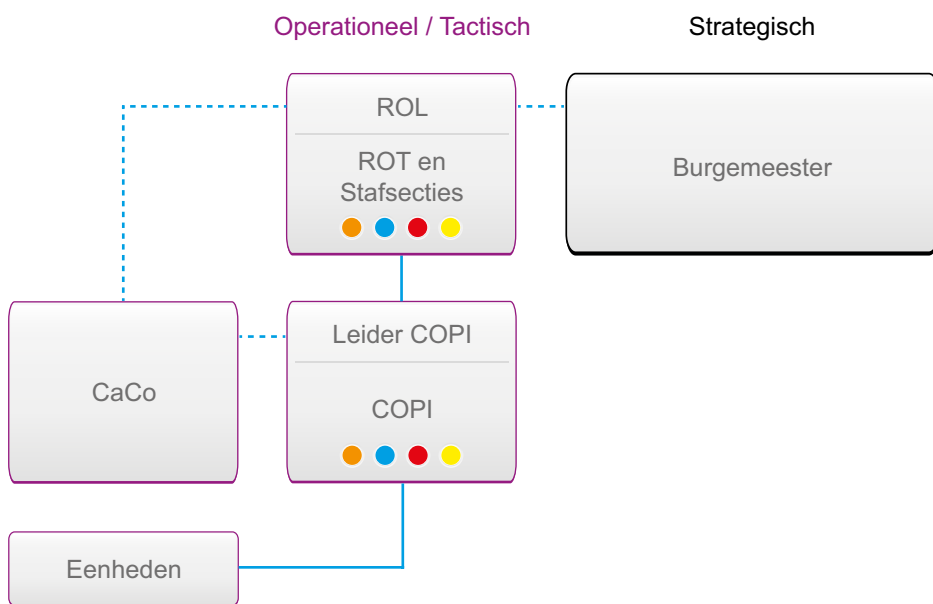 Operationeel / Tactisch
Strategisch
ROL
ROT en
Stafsecties
Burgemeester
Leider COPI
CaCo
COPI
Eenheden